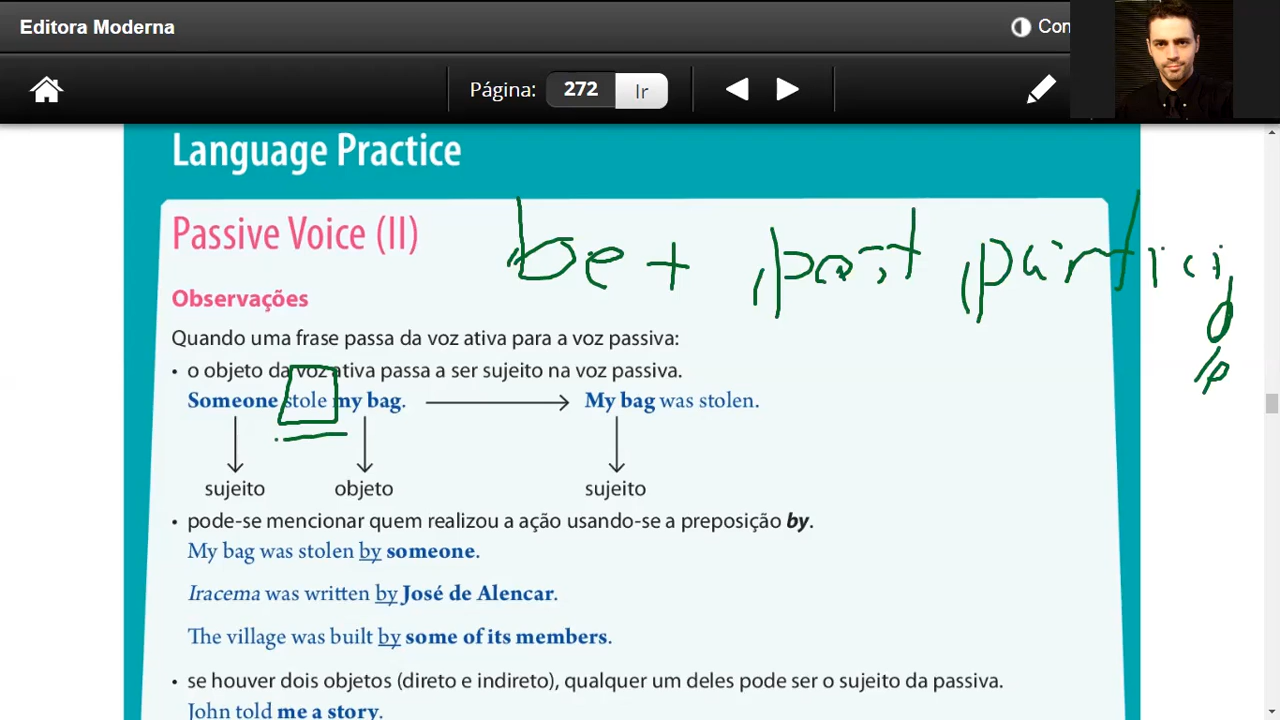 Editora Moderna
Con
Página: 272 Ir
Language Practice
Passive Voice (II)
be + past particip
Observações
Quando uma frase passa da voz ativa para a voz passiva:
• o objeto da voz ativa passa a ser sujeito na voz passiva.
Someone stole my bag. My bag was stolen.
sujeito objeto sujeito
• pode-se mencionar quem realizou a ação usando-se a preposição by.
My bag was stolen by someone.
Iracema was written by José de Alencar.
The village was built by some of its members.
• se houver dois objetos (direto e indireto), qualquer um deles pode ser o sujeito da passiva.
John told me a story.